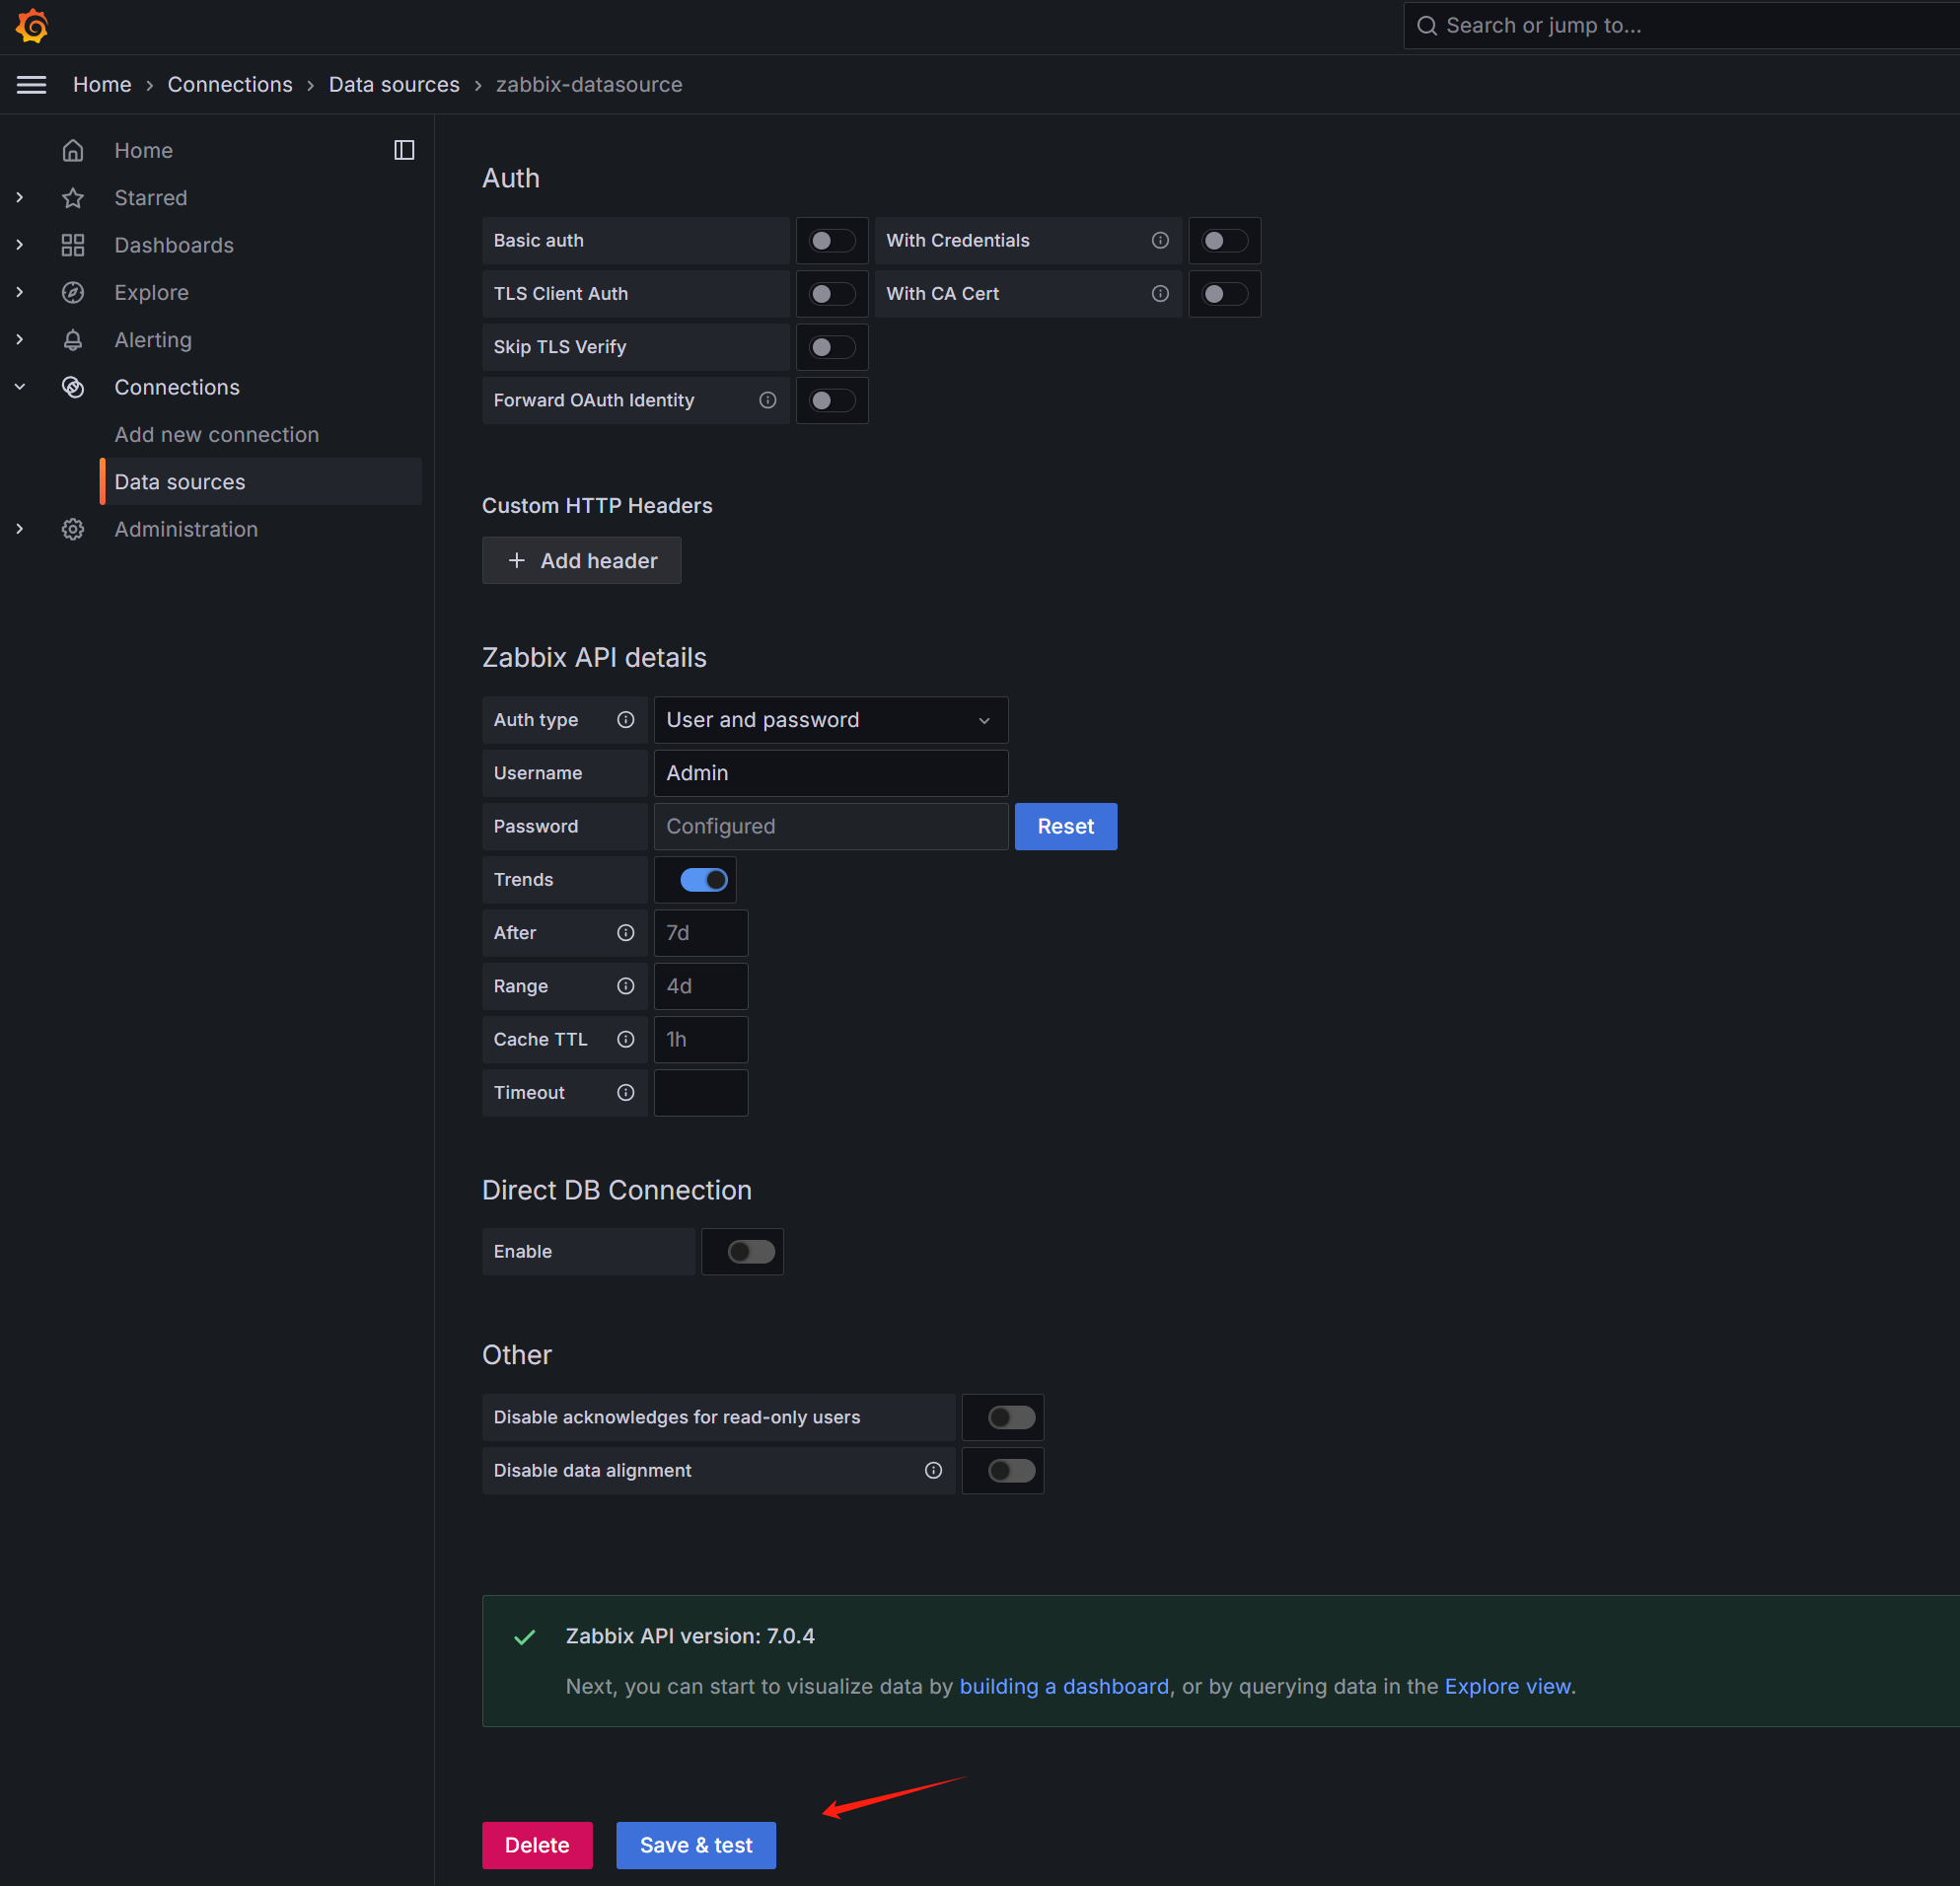 Search or jump to...
Home › Connections › Data sources › zabbix-datasource
Home
Starred
Dashboards
Explore
Alerting
Connections
Add new connection
Data sources
Administration
Auth
Basic auth
With Credentials
TLS Client Auth
With CA Cert
Skip TLS Verify
Forward OAuth Identity
Custom HTTP Headers
+ Add header
Zabbix API details
Auth type User and password
Username Admin
Password Configured Reset
Trends
After 7d
Range 4d
Cache TTL 1h
Timeout
Direct DB Connection
Enable
Other
Disable acknowledges for read-only users
Disable data alignment
Zabbix API version: 7.0.4
Next, you can start to visualize data by building a dashboard, or by querying data in the Explore view.
Delete Save & test